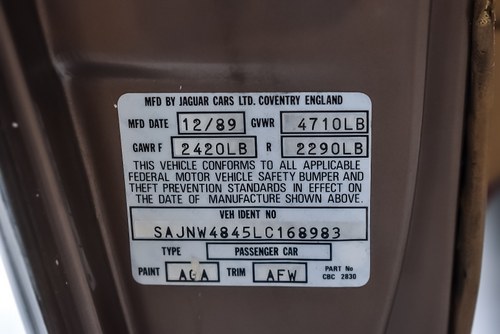 MFD BY JAGUAR CARS LTD. COVENTRY ENGLAND
MFD DATE 12/89 GVWR 4710LB
GAWR F 2420LB R 2290LB
THIS VEHICLE CONFORMS TO ALL APPLICABLE
FEDERAL MOTOR VEHICLE SAFETY BUMPER AND
THEFT PREVENTION STANDARDS IN EFFECT ON
THE DATE OF MANUFACTURE SHOWN ABOVE.
VEH IDENT NO
SAJNW4845LC168983
TYPE PASSENGER CAR
PAINT AGA TRIM AFW PART No
CBC 2830